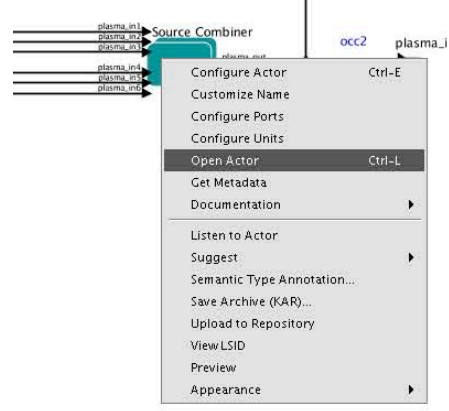 plasma_in1
plasma_in2
plasma_in3
Source Combiner
plasma_out
occ2
plasma_i
plasma_in4
plasma_in5
plasma_in6
Configure Actor Ctrl-E
Customize Name
Configure Ports
Configure Units
Open Actor Ctrl-L
Get Metadata
Documentation
Listen to Actor
Suggest
Semantic Type Annotation...
Save Archive (KAR)...
Upload to Repository
View LSID
Preview
Appearance